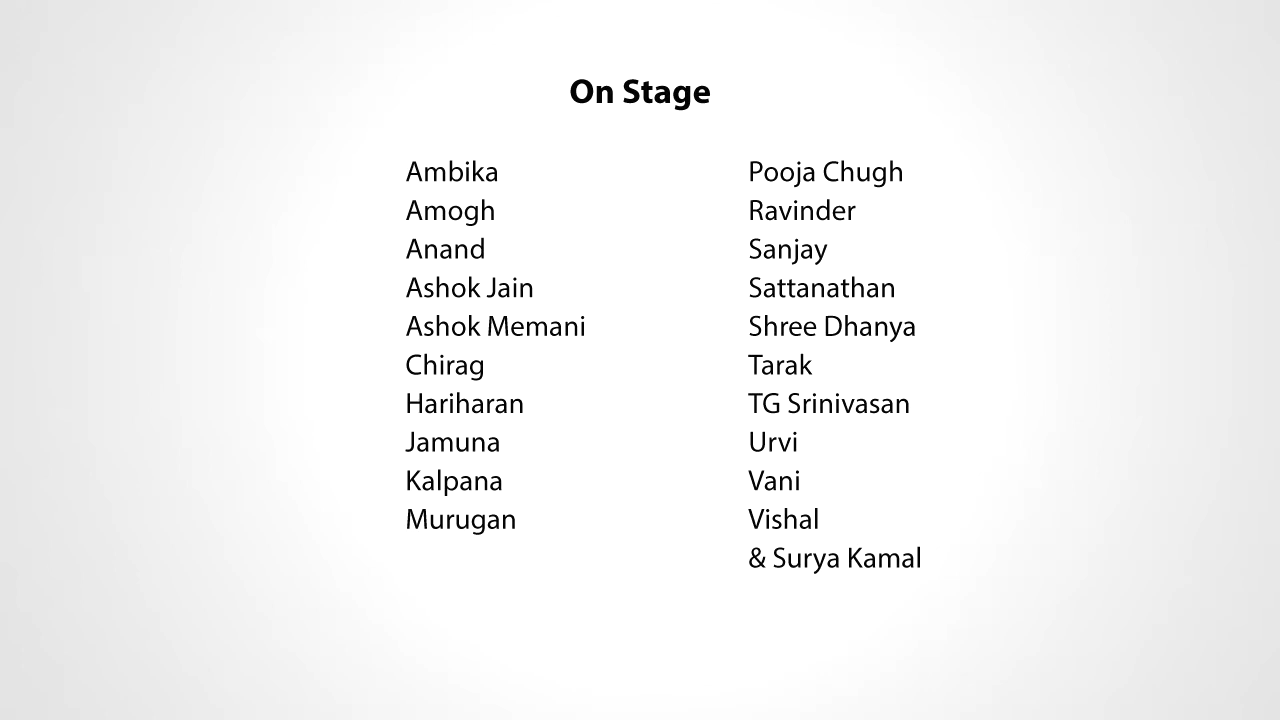 On Stage
Ambika
Amogh
Anand
Ashok Jain
Ashok Memani
Chirag
Hariharan
Jamuna
Kalpana
Murugan
Pooja Chugh
Ravinder
Sanjay
Sattanathan
Shree Dhanya
Tarak
TG Srinivasan
Urvi
Vani
Vishal
& Surya Kamal